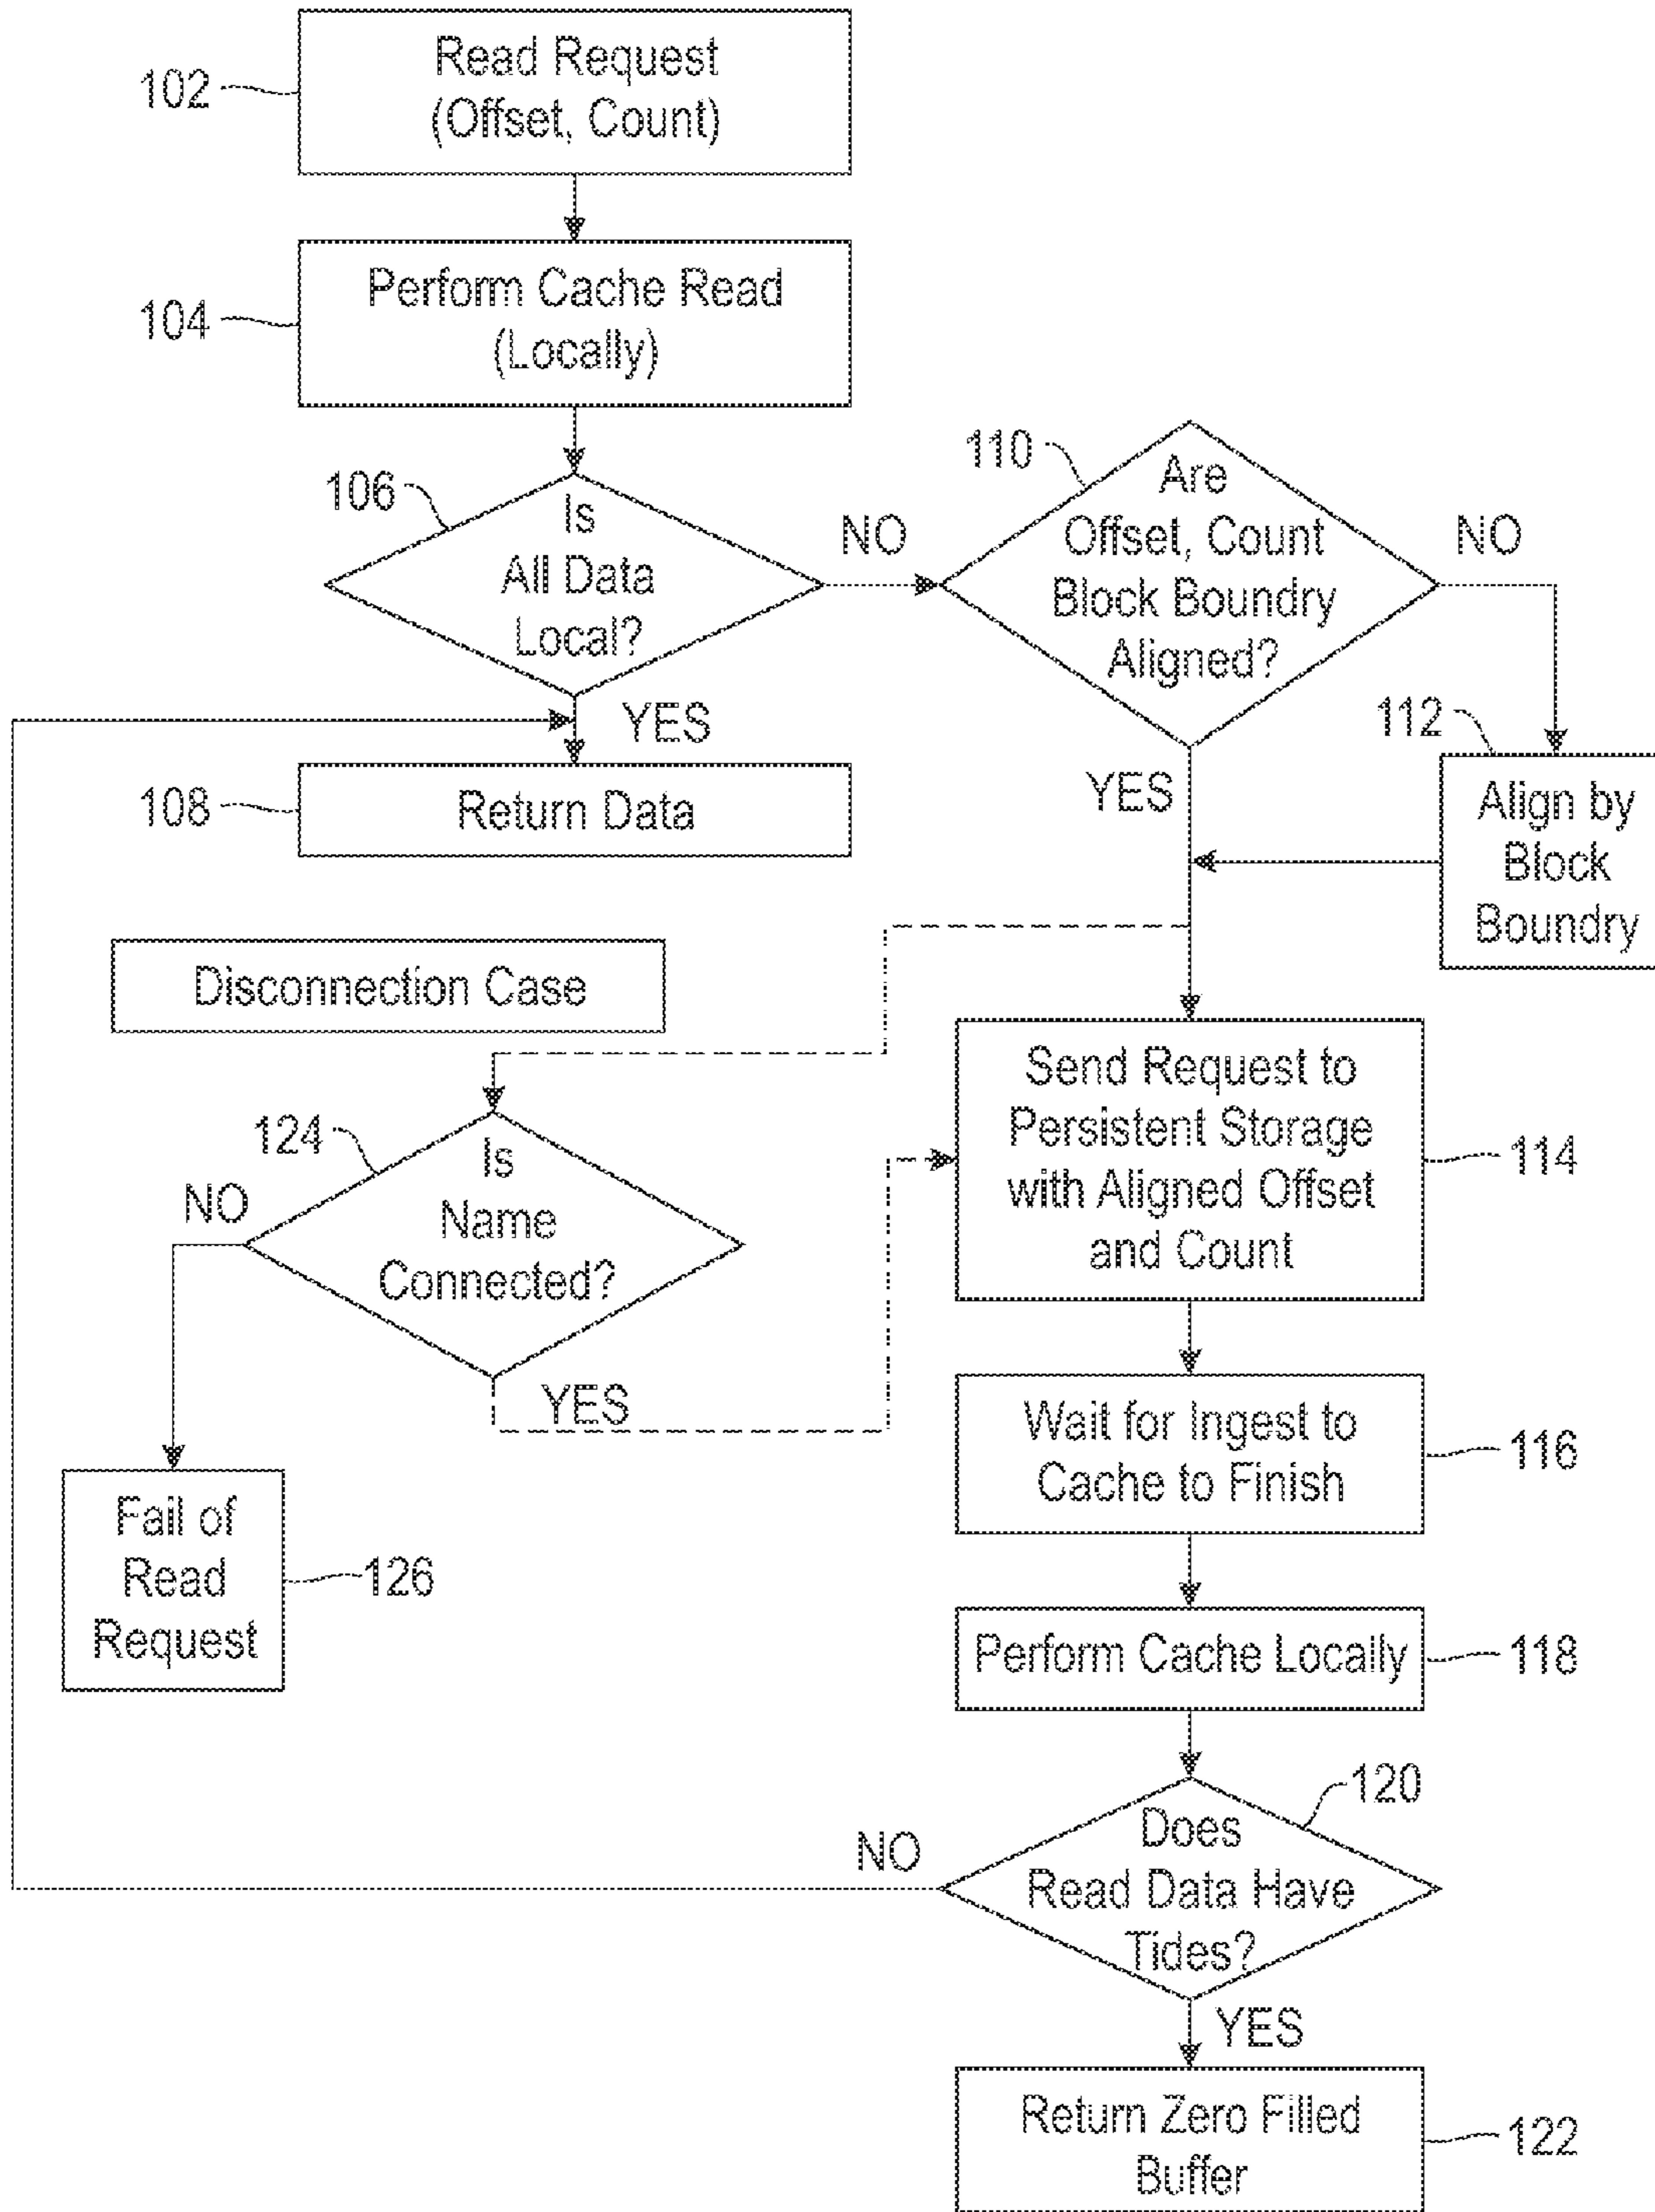 102
Read Request
(Offset, Count)
104
Perform Cache Read
(Locally)
106
Is
All Data
Local?
NO
YES
108
Return Data
110
Are
Offset, Count
Block Boundry
Aligned?
NO
YES
112
Align by
Block
Boundry
Disconnection Case
124
Is
Name
Connected?
NO
YES
Fail of
Read
Request
126
Send Request to
Persistent Storage
with Aligned Offset
and Count
114
Wait for Ingest to
Cache to Finish
116
Perform Cache Locally
118
120
Does
Read Data Have
Tides?
NO
YES
Return Zero Filled
Buffer
122